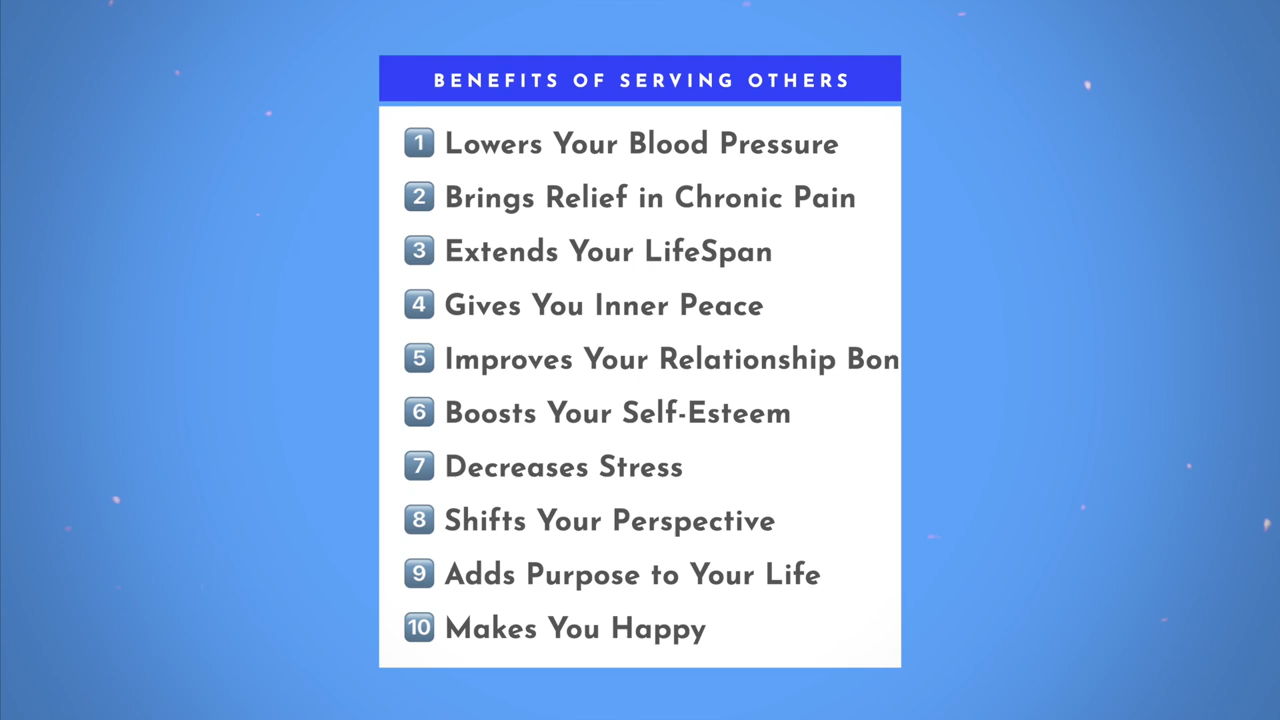 BENEFITS OF SERVING OTHERS
1 Lowers Your Blood Pressure
2 Brings Relief in Chronic Pain
3 Extends Your LifeSpan
4 Gives You Inner Peace
5 Improves Your Relationship Bon
6 Boosts Your Self-Esteem
7 Decreases Stress
8 Shifts Your Perspective
9 Adds Purpose to Your Life
10 Makes You Happy